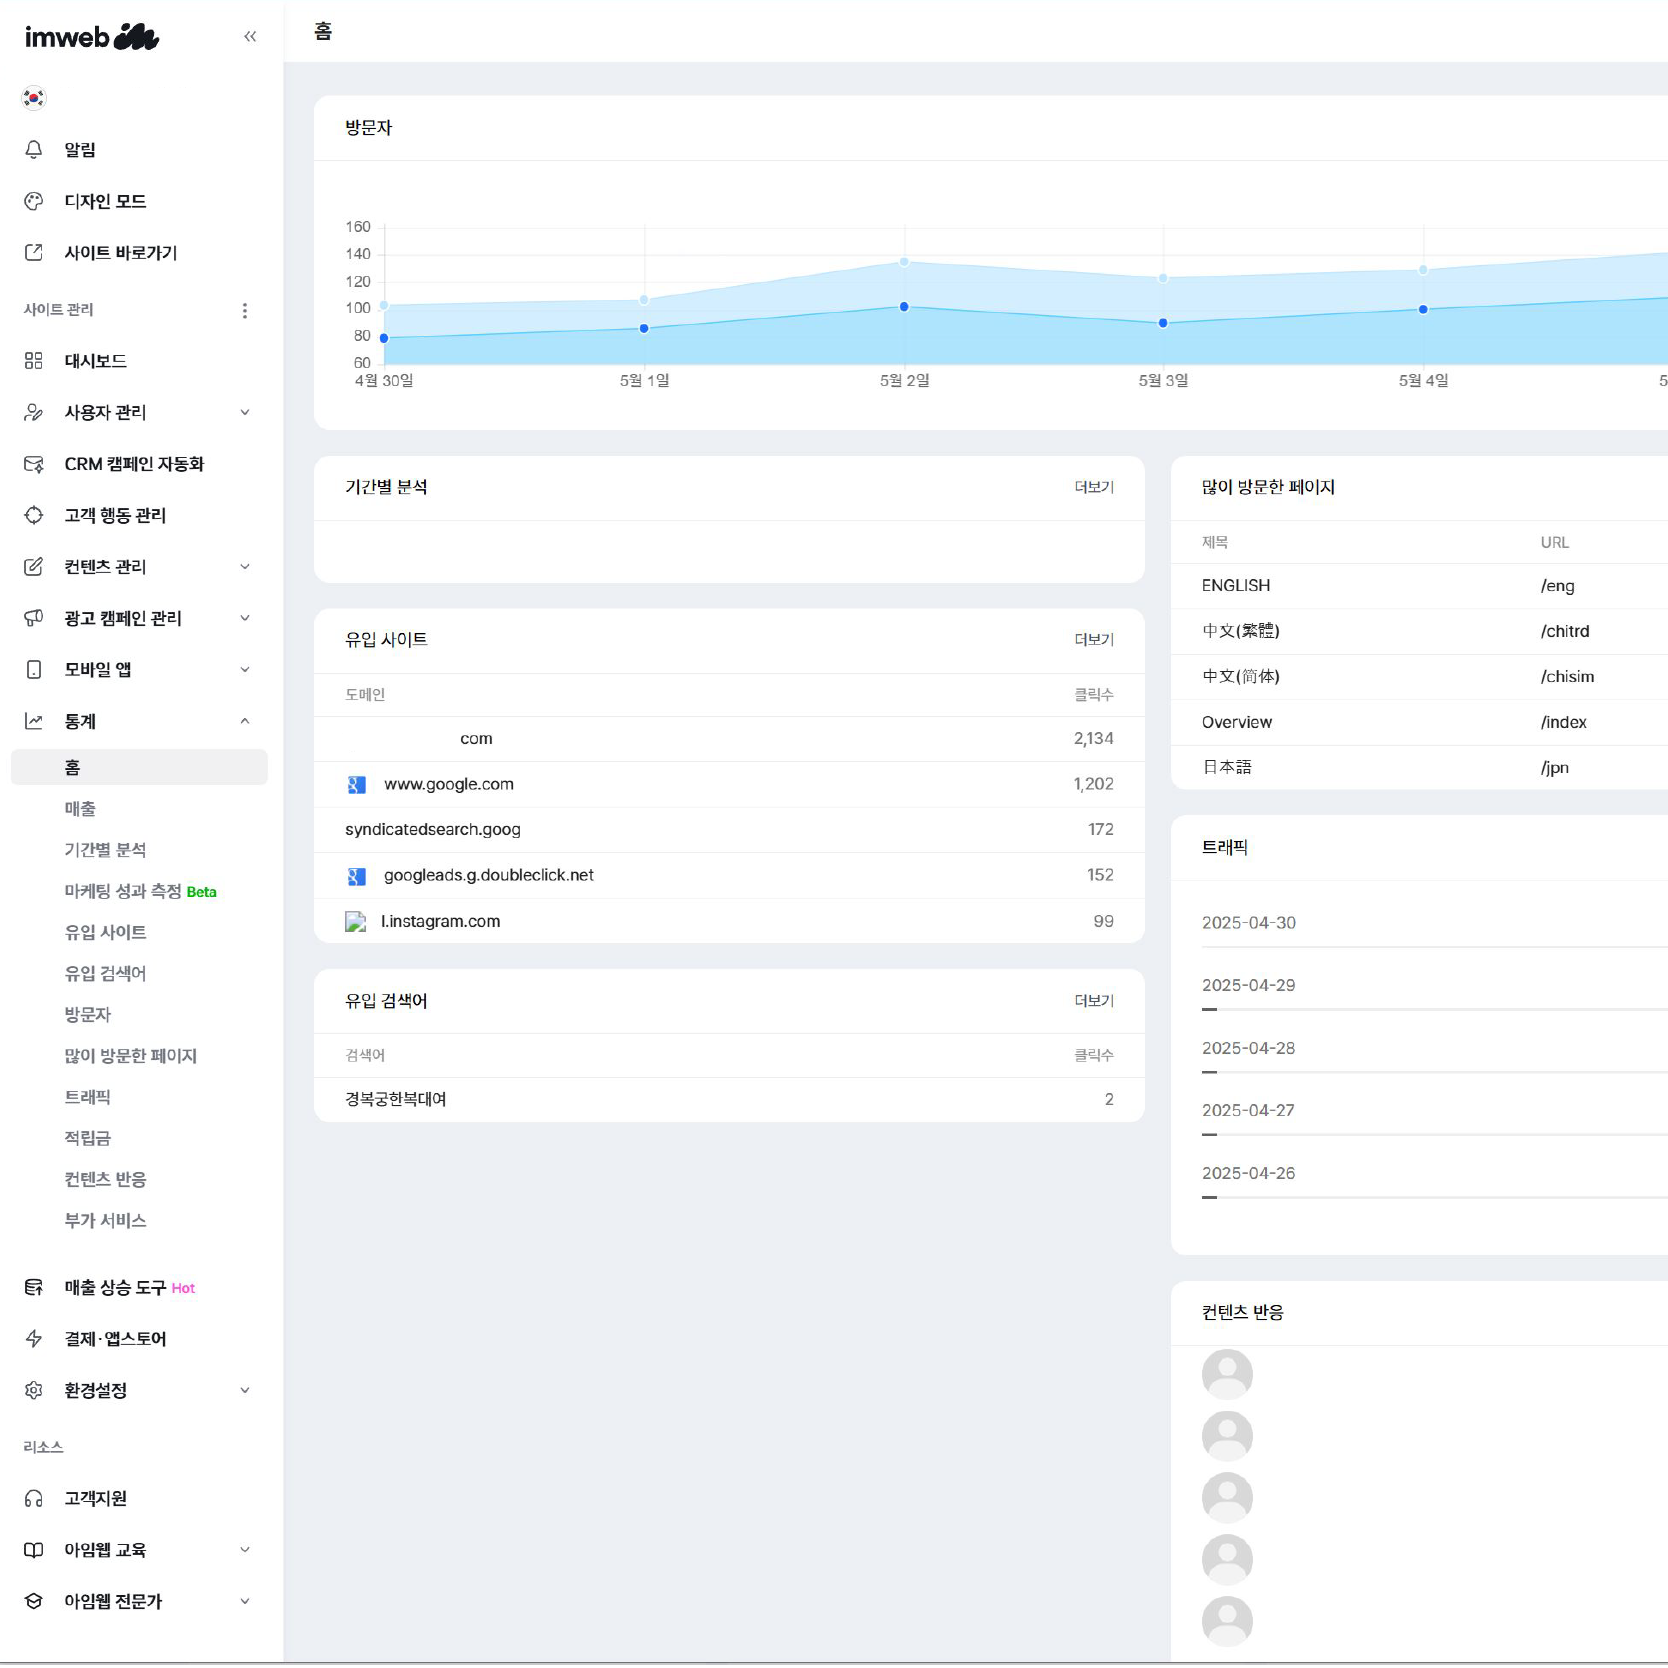 imweb
홈
알림
디자인 모드
사이트 바로가기
사이트 관리
대시보드
사용자 관리
CRM 캠페인 자동화
고객 행동 관리
컨텐츠 관리
광고 캠페인 관리
모바일 앱
통계
홈
매출
기간별 분석
마케팅 성과 측정 Beta
유입 사이트
유입 검색어
방문자
많이 방문한 페이지
트래픽
적립금
컨텐츠 반응
부가 서비스
매출 상승 도구 Hot
결제·앱스토어
환경설정
리소스
고객지원
아임웹 교육
아임웹 전문가
방문자
160
140
120
100
80
60
4월 30일 5월 1일 5월 2일 5월 3일 5월 4일 5
기간별 분석 더보기
유입 사이트 더보기
도메인 클릭수
com 2,134
www.google.com 1,202
syndicatedsearch.goog 172
googleads.g.doubleclick.net 152
l.instagram.com 99
유입 검색어 더보기
검색어 클릭수
경복궁한복대여 2
많이 방문한 페이지
제목 URL
ENGLISH /eng
中文(繁體) /chitrd
中文(简体) /chisim
Overview /index
日本語 /jpn
트래픽
2025-04-30
2025-04-29
2025-04-28
2025-04-27
2025-04-26
컨텐츠 반응